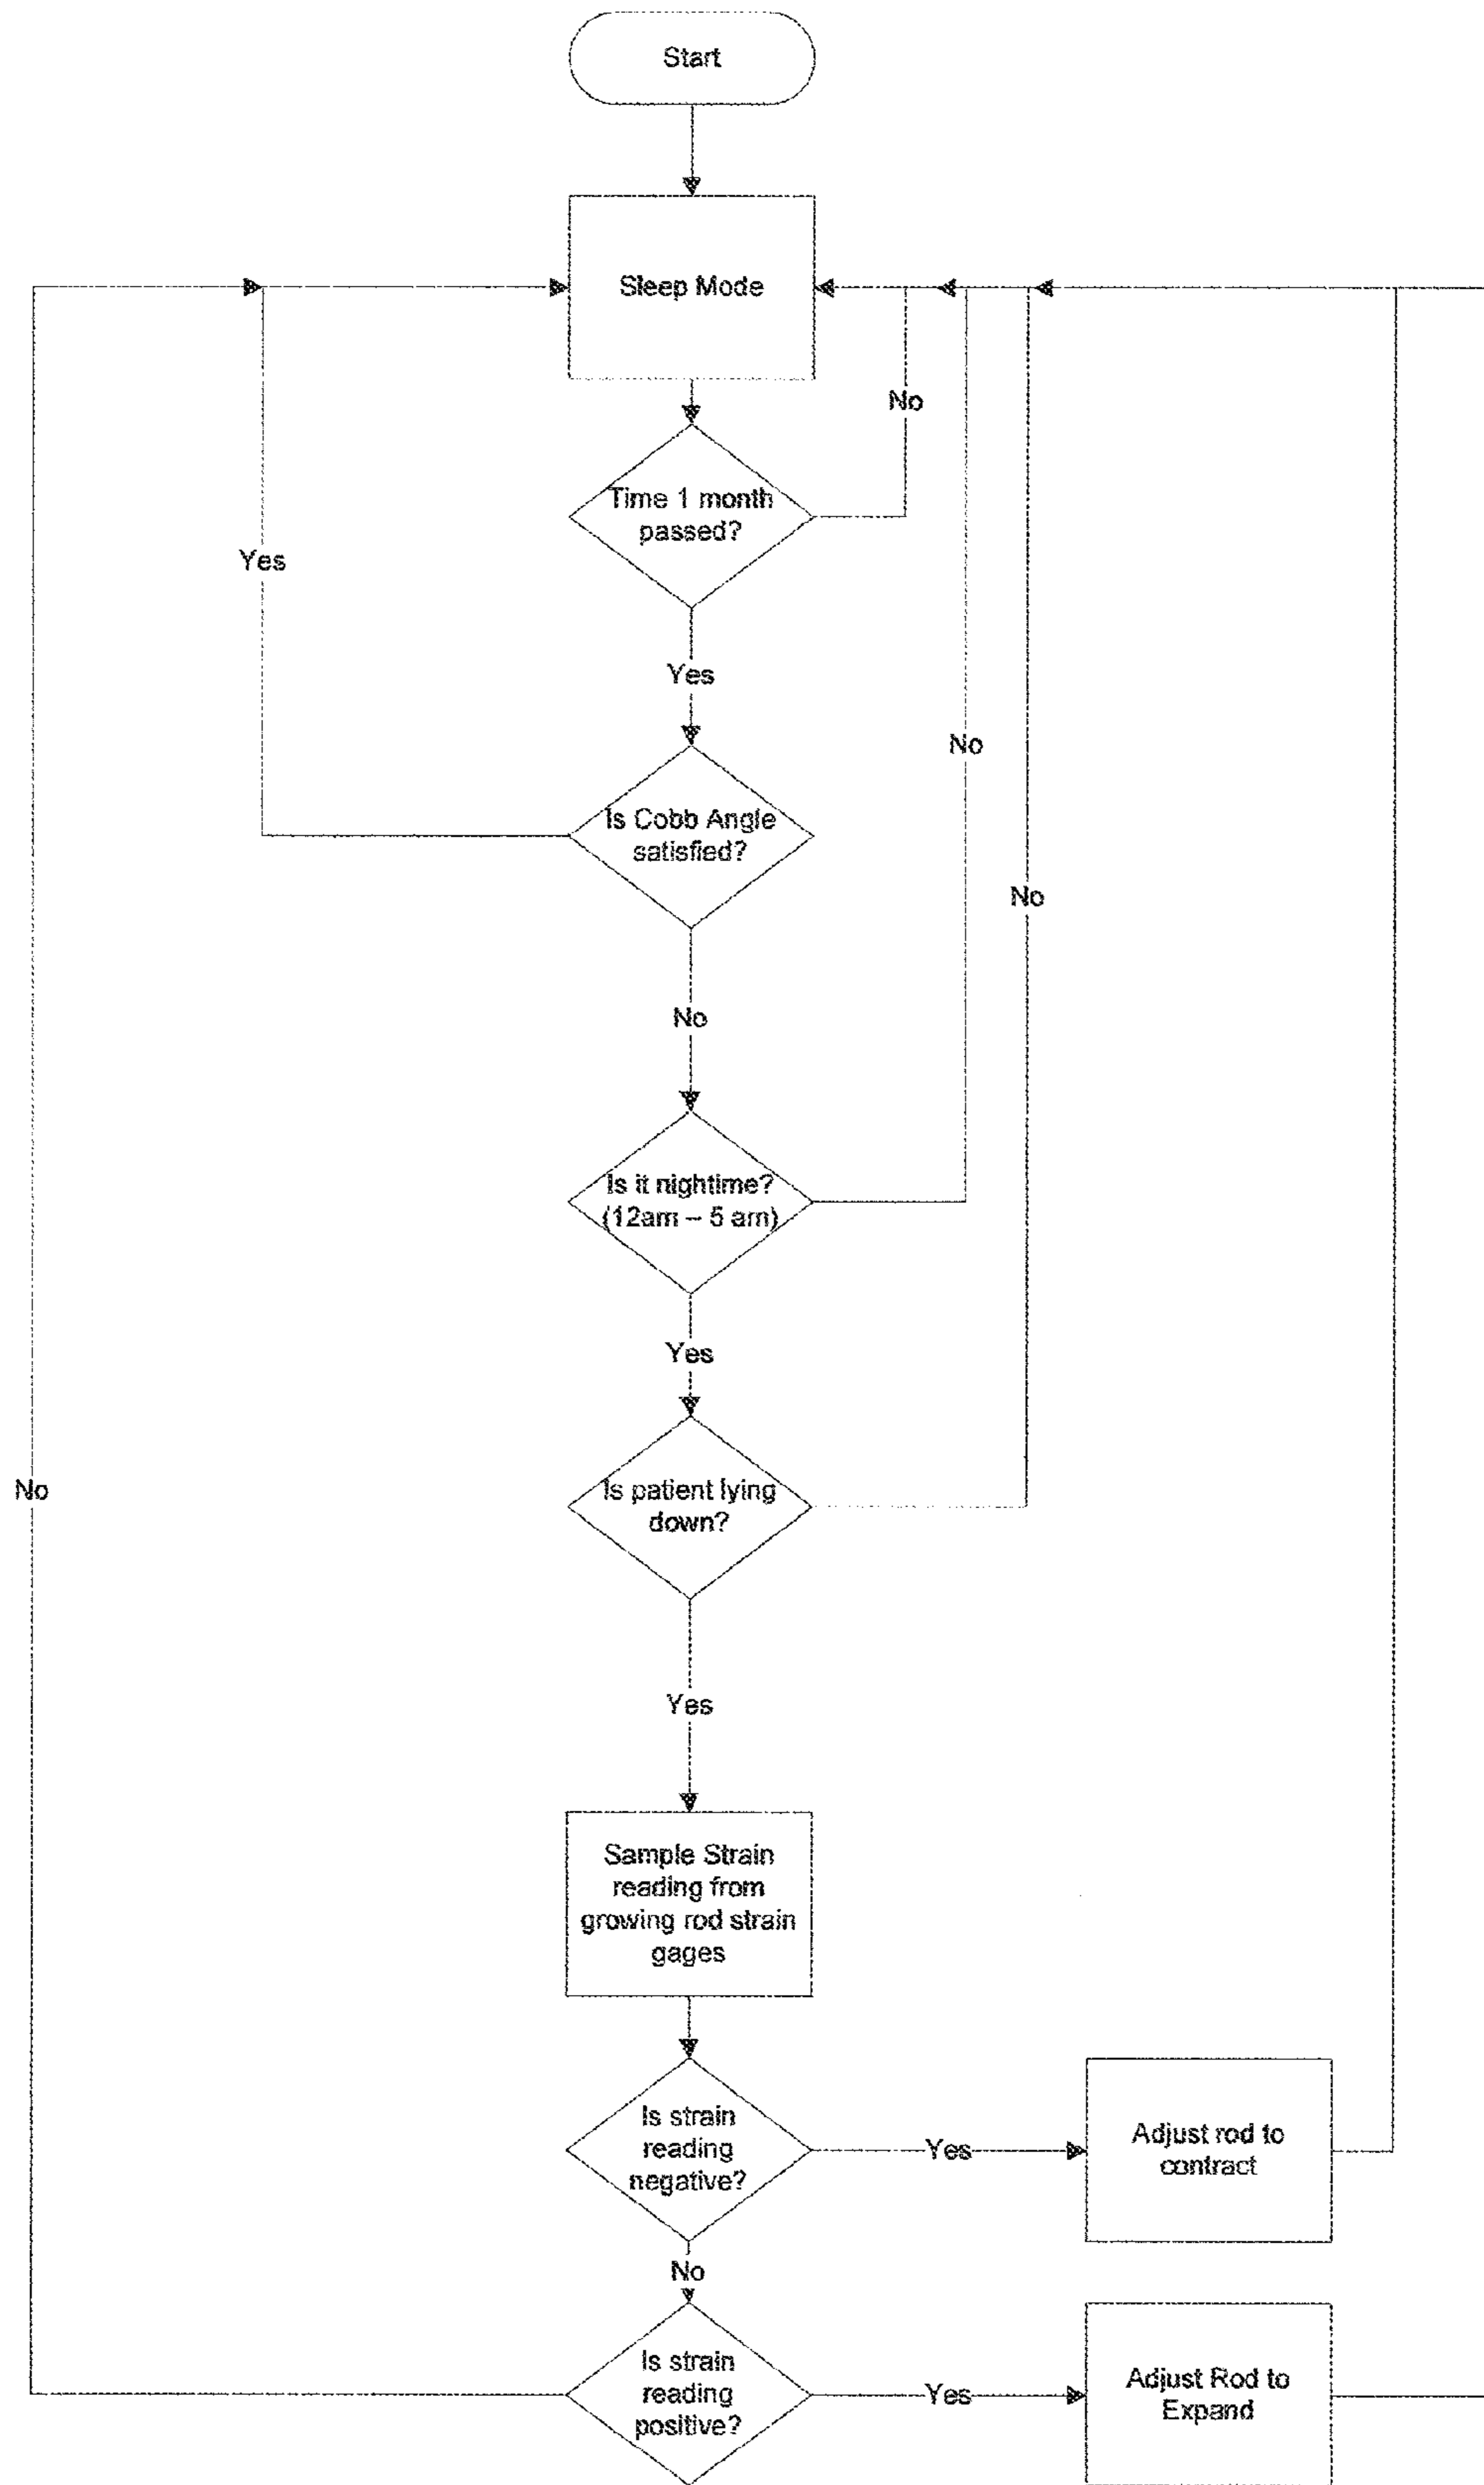 Start
Sleep Mode
No
Time 1 month
passed?
Yes
Yes
No
Is Cobb Angle
satisfied?
No
No
Is it nightime?
(12am – 5 am)
Yes
No
Is patient lying
down?
Yes
Sample Strain
reading from
growing rod strain
gages
Is strain
reading
negative?
Yes
Adjust rod to
contract
No
Is strain
reading
positive?
Yes
Adjust Rod to
Expand